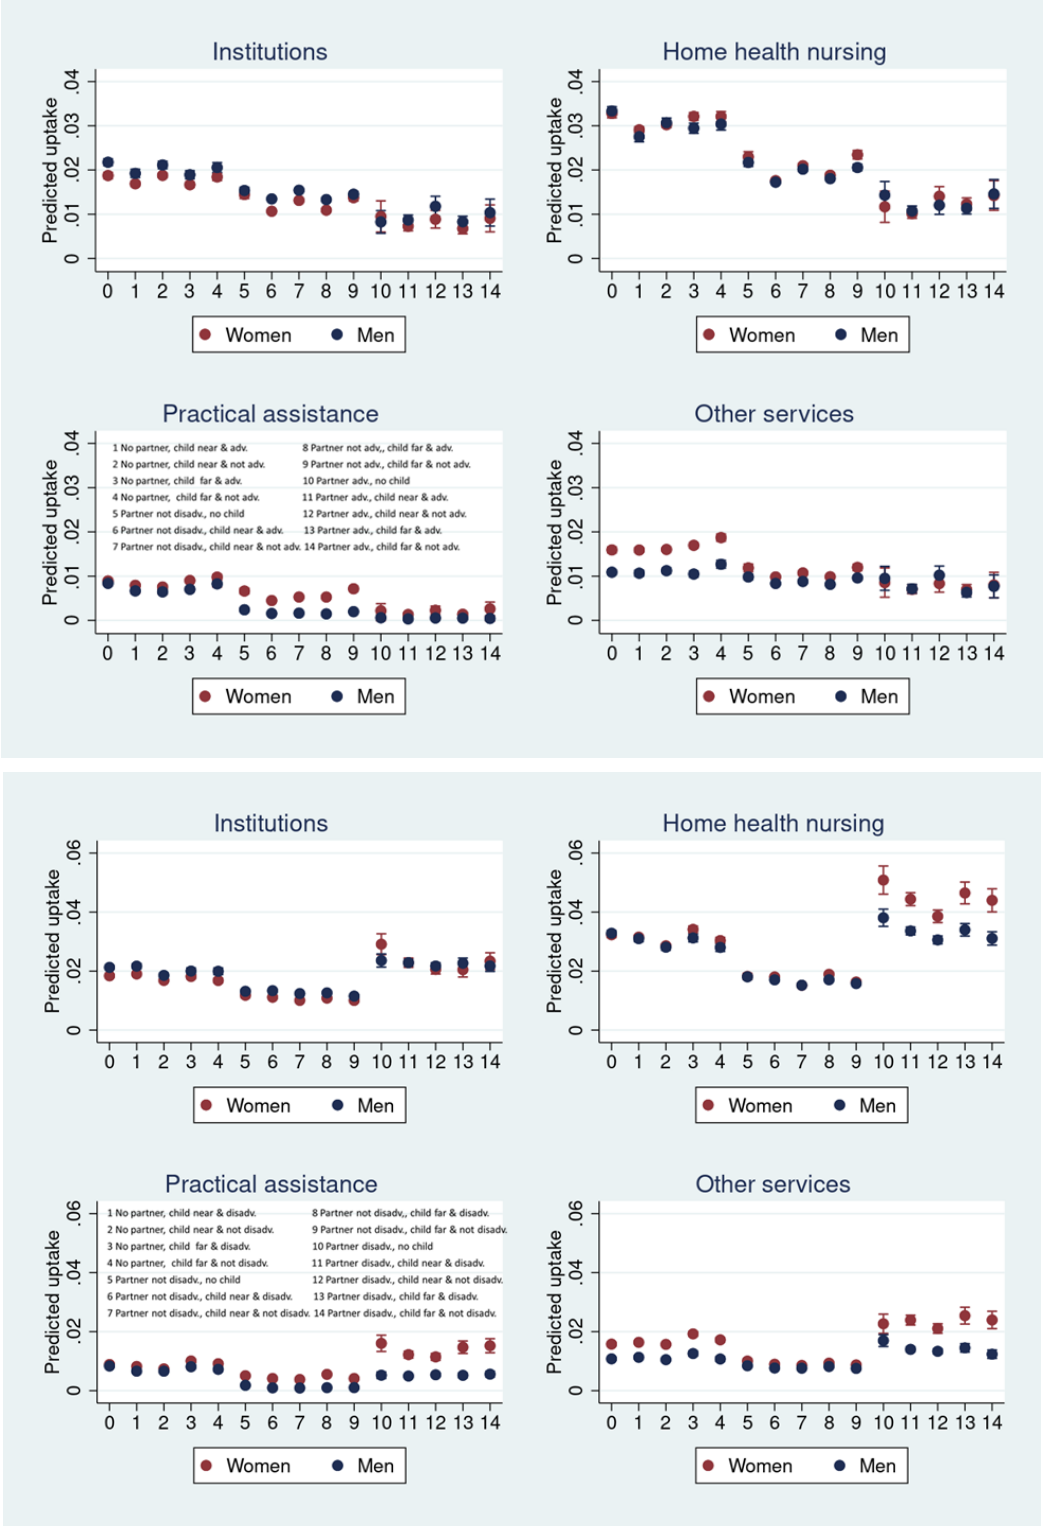 Institutions
Home health nursing
Predicted uptake
.04
.03
.02
.01
0
0 1 2 3 4 5 6 7 8 9 10 11 12 13 14
Women Men
Predicted uptake
.04
.03
.02
.01
0
0 1 2 3 4 5 6 7 8 9 10 11 12 13 14
Women Men
Practical assistance
Other services
Predicted uptake
.04
.03
.02
.01
0
1 No partner, child near & adv.
2 No partner, child near & not adv.
3 No partner, child far & adv.
4 No partner, child far & not adv.
5 Partner not disadv., no child
6 Partner not disadv., child near & adv.
7 Partner not disadv., child near & not adv.
8 Partner not adv,, child far & adv.
9 Partner not adv., child far & not adv.
10 Partner adv., no child
11 Partner adv., child near & adv.
12 Partner adv., child near & not adv.
13 Partner adv., child far & adv.
14 Partner adv., child far & not adv.
0 1 2 3 4 5 6 7 8 9 10 11 12 13 14
Women Men
Predicted uptake
.04
.03
.02
.01
0
0 1 2 3 4 5 6 7 8 9 10 11 12 13 14
Women Men
Institutions
Home health nursing
Predicted uptake
.06
.04
.02
0
0 1 2 3 4 5 6 7 8 9 10 11 12 13 14
Women Men
Predicted uptake
.06
.04
.02
0
0 1 2 3 4 5 6 7 8 9 10 11 12 13 14
Women Men
Practical assistance
Other services
Predicted uptake
.06
.04
.02
0
1 No partner, child near & disadv.
2 No partner, child near & not disadv.
3 No partner, child far & disadv.
4 No partner, child far & not disadv.
5 Partner not disadv., no child
6 Partner not disadv., child near & disadv.
7 Partner not disadv., child near & not disadv.
8 Partner not disadv,, child far & disadv.
9 Partner not disadv., child far & not disadv.
10 Partner disadv., no child
11 Partner disadv., child near & disadv.
12 Partner disadv., child near & not disadv.
13 Partner disadv., child far & disadv.
14 Partner disadv., child far & not disadv.
0 1 2 3 4 5 6 7 8 9 10 11 12 13 14
Women Men
Predicted uptake
.06
.04
.02
0
0 1 2 3 4 5 6 7 8 9 10 11 12 13 14
Women Men